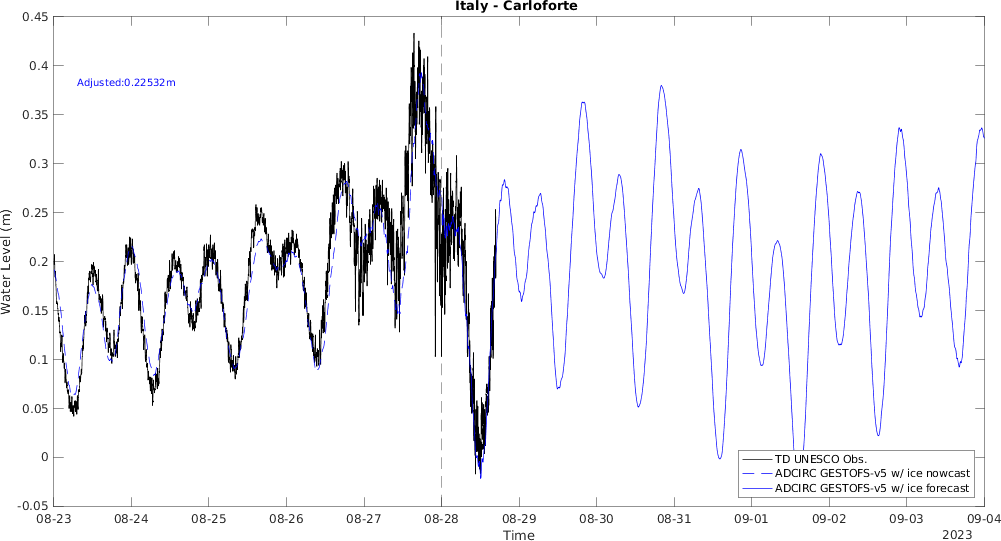 Italy - Carloforte
Water Level (m)
0.45
0.4
0.35
0.3
0.25
0.2
0.15
0.1
0.05
0
-0.05
Adjusted:0.22532m
TD UNESCO Obs.
ADCIRC GESTOFS-v5 w/ ice nowcast
ADCIRC GESTOFS-v5 w/ ice forecast
08-23 08-24 08-25 08-26 08-27 08-28 08-29 08-30 08-31 09-01 09-02 09-03 09-04
Time
2023